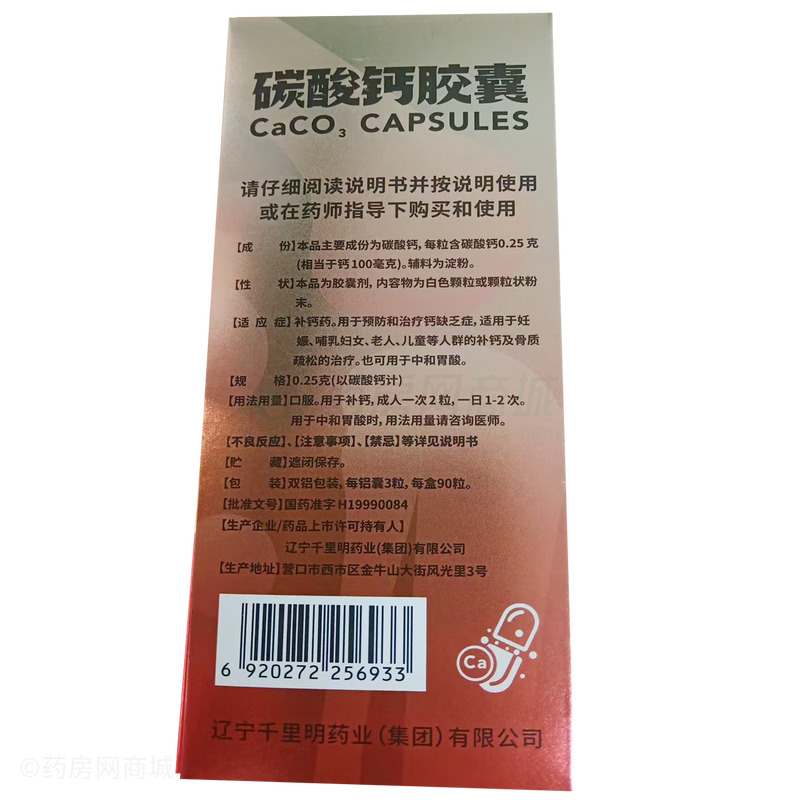 碳酸钙胶囊
CaCO₃ CAPSULES
请仔细阅读说明书并按说明使用
或在药师指导下购买和使用
【成 份】本品主要成份为碳酸钙,每粒含碳酸钙0.25克
(相当于钙100毫克)。辅料为淀粉。
【性 状】本品为胶囊剂,内容物为白色颗粒或颗粒状粉
末。
【适 应 症】补钙药。用于预防和治疗钙缺乏症,适用于妊
娠、哺乳妇女、老人、儿童等人群的补钙及骨质
疏松的治疗。也可用于中和胃酸。
【规 格】0.25克(以碳酸钙计)
【用法用量】口服。用于补钙,成人一次2粒,一日1-2次。
用于中和胃酸时,用法用量请咨询医师。
【不良反应】、【注意事项】、【禁忌】等详见说明书
【贮 藏】遮闭保存。
【包 装】双铝包装,每铝囊3粒,每盒90粒。
【批准文号】国药准字H19990084
【生产企业/药品上市许可持有人】
辽宁千里明药业(集团)有限公司
【生产地址】营口市西市区金牛山大街风光里3号
6 920272 256933
Ca
辽宁千里明药业(集团)有限公司
©药房网商城